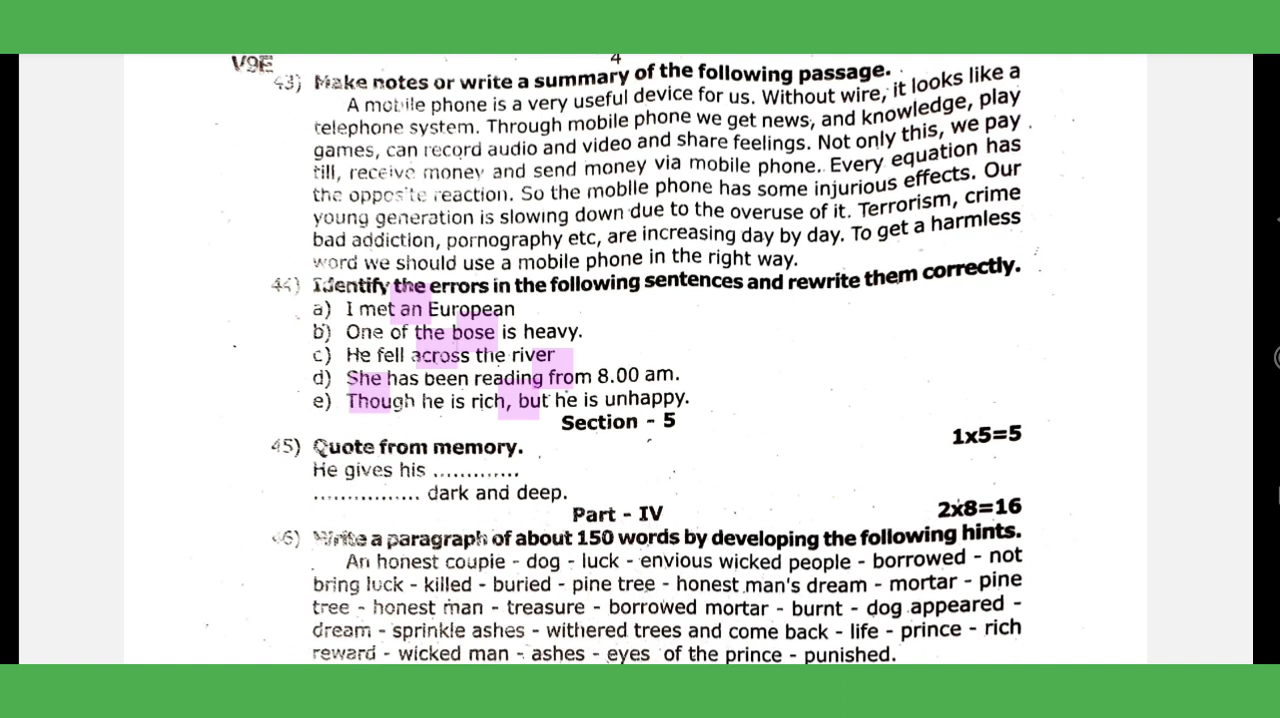 V9E
4
43) Make notes or write a summary of the following passage.
A mobile phone is a very useful device for us. Without wire, it looks like a
telephone system. Through mobile phone we get news, and knowledge, play
games, can record audio and video and share feelings. Not only this, we pay
till, receive money and send money via mobile phone. Every equation has
the opposite reaction. So the mobile phone has some injurious effects. Our
young generation is slowing down due to the overuse of it. Terrorism, crime
bad addiction, pornography etc, are increasing day by day. To get a harmless
word we should use a mobile phone in the right way.
44) Identify the errors in the following sentences and rewrite them correctly.
a) I met an European
b) One of the bose is heavy.
c) He fell across the river
d) She has been reading from 8.00 am.
e) Though he is rich, but he is unhappy.
Section - 5
45) Quote from memory. 1x5=5
He gives his .............
................ dark and deep.
Part - IV 2x8=16
46) Write a paragraph of about 150 words by developing the following hints.
An honest coupie - dog - luck - envious wicked people - borrowed - not
bring luck - killed - buried - pine tree - honest man's dream - mortar - pine
tree - honest man - treasure - borrowed mortar - burnt - dog appeared -
dream - sprinkle ashes - withered trees and come back - life - prince - rich
reward - wicked man - ashes - eyes of the prince - punished.